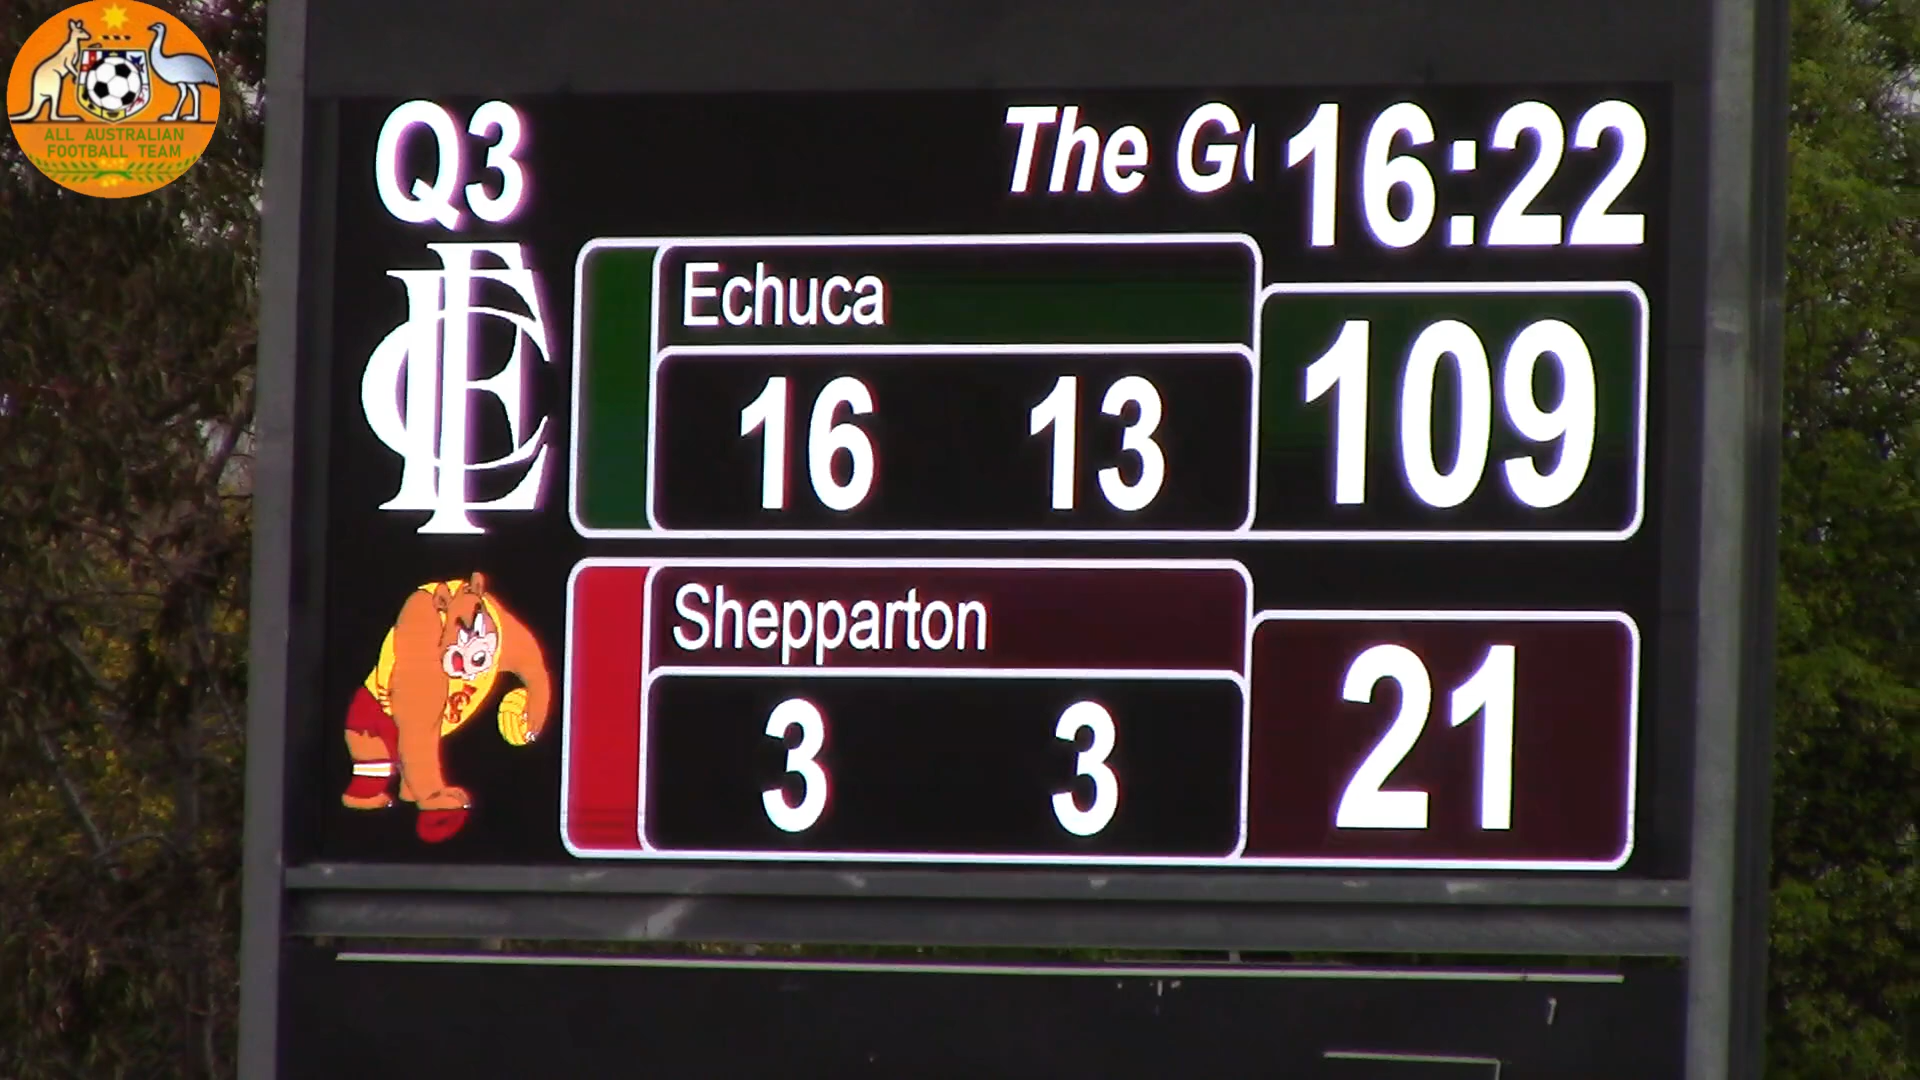 ALL AUSTRALIAN
FOOTBALL TEAM
Q3
The
16:22
Echuca
16 13
109
Shepparton
3 3
21